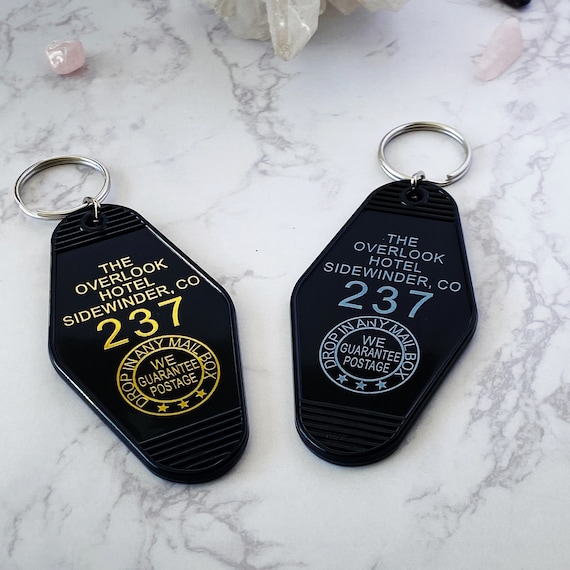 THE
OVERLOOK
HOTEL
SIDEWINDER, CO
237
DROP IN ANY MAIL BOX
WE
GUARANTEE
POSTAGE
THE
OVERLOOK
HOTEL
SIDEWINDER, CO
237
DROP IN ANY MAIL BOX
WE
GUARANTEE
POSTAGE